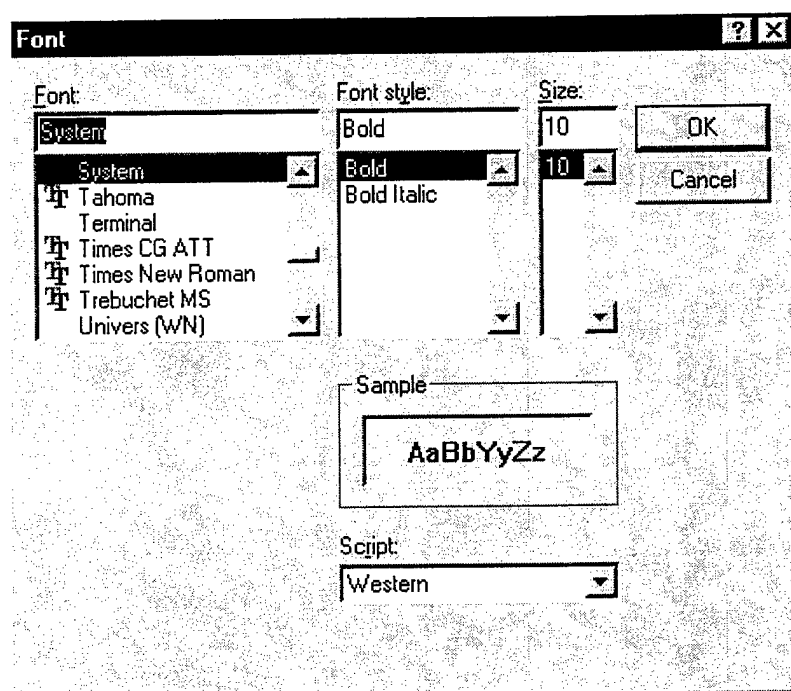 Font
Font:
System
System
Tahoma
Terminal
Times CG ATT
Times New Roman
Trebuchet MS
Univers (WN)
Font style:
Bold
Bold
Bold Italic
Size:
10
10
OK
Cancel
Sample
AaBbYyZz
Script:
Western